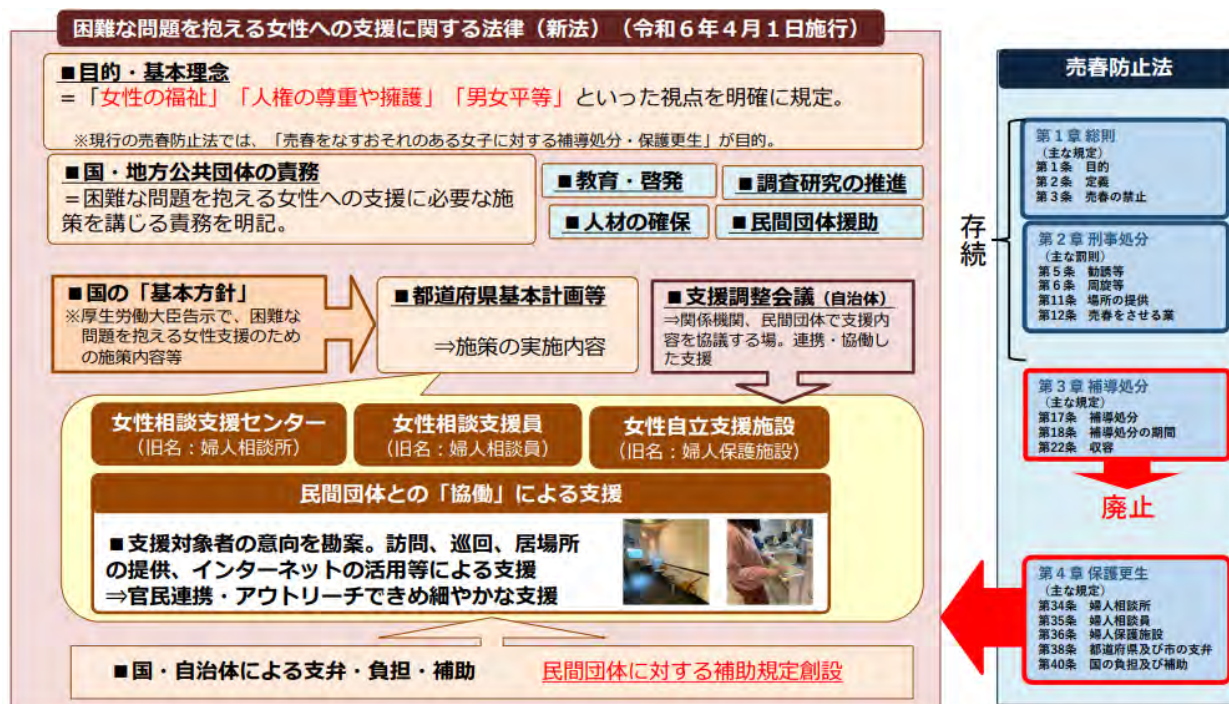 困難な問題を抱える女性への支援に関する法律（新法）（令和６年４月１日施行）
■目的・基本理念
＝「女性の福祉」「人権の尊重や擁護」「男女平等」といった視点を明確に規定。
※現行の売春防止法では、「売春をなすおそれのある女子に対する補導処分・保護更生」が目的。
■国・地方公共団体の責務
＝困難な問題を抱える女性への支援に必要な施
策を講じる責務を明記。
■教育・啓発
■調査研究の推進
■人材の確保
■民間団体援助
■国の「基本方針」
※厚生労働大臣告示で、困難な
問題を抱える女性支援のため
の施策内容等
■都道府県基本計画等
⇒施策の実施内容
■支援調整会議（自治体）
⇒関係機関、民間団体で支援内
容を協議する場。連携・協働し
た支援
女性相談支援センター
（旧名：婦人相談所）
女性相談支援員
（旧名：婦人相談員）
女性自立支援施設
（旧名：婦人保護施設）
民間団体との「協働」による支援
■支援対象者の意向を勘案。訪問、巡回、居場所
の提供、インターネットの活用等による支援
⇒官民連携・アウトリーチできめ細やかな支援
■国・自治体による支弁・負担・補助
民間団体に対する補助規定創設
売春防止法
存続
第１章 総則
（主な規定）
第１条 目的
第２条 定義
第３条 売春の禁止
第２章 刑事処分
（主な罰則）
第５条 勧誘等
第６条 周旋等
第11条 場所の提供
第12条 売春をさせる業
第３章 補導処分
（主な規定）
第17条 補導処分
第18条 補導処分の期間
第22条 収容
廃止
第４章 保護更生
（主な規定）
第34条 婦人相談所
第35条 婦人相談員
第36条 婦人保護施設
第38条 都道府県及び市の支弁
第40条 国の負担及び補助